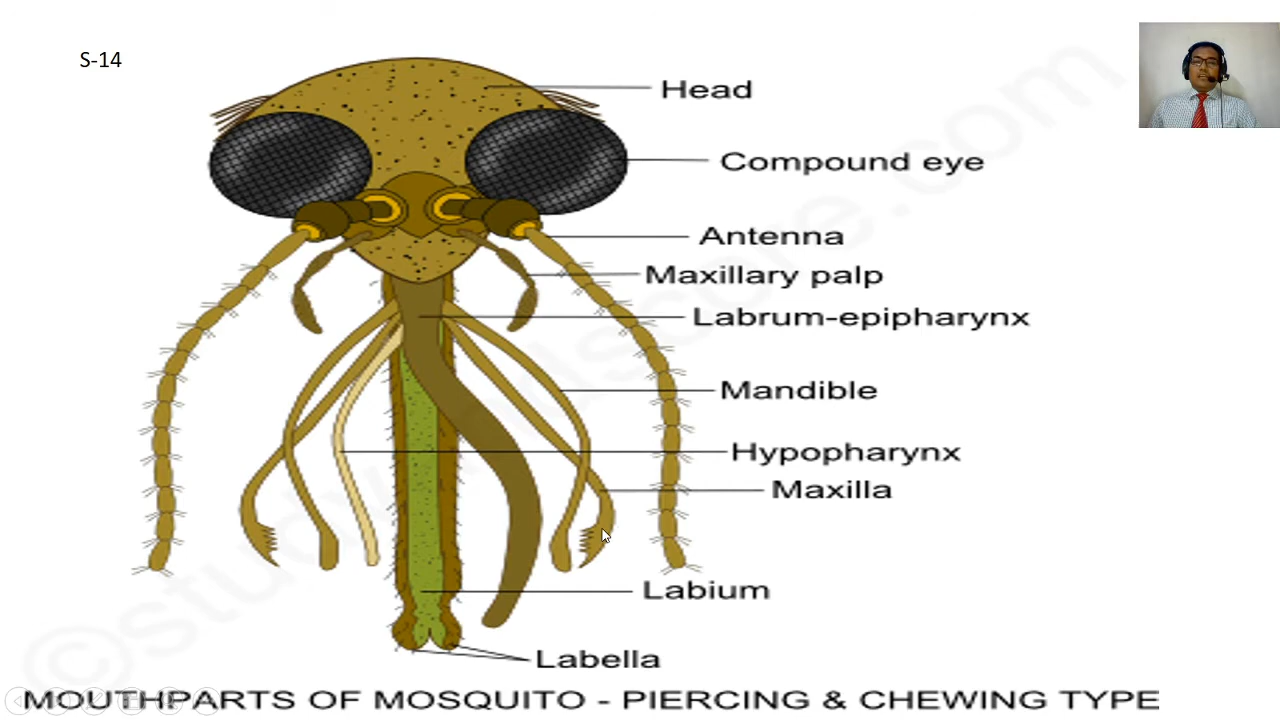 S-14
Head
Compound eye
Antenna
Maxillary palp
Labrum-epipharynx
Mandible
Hypopharynx
Maxilla
Labium
Labella
MOUTHPARTS OF MOSQUITO - PIERCING & CHEWING TYPE